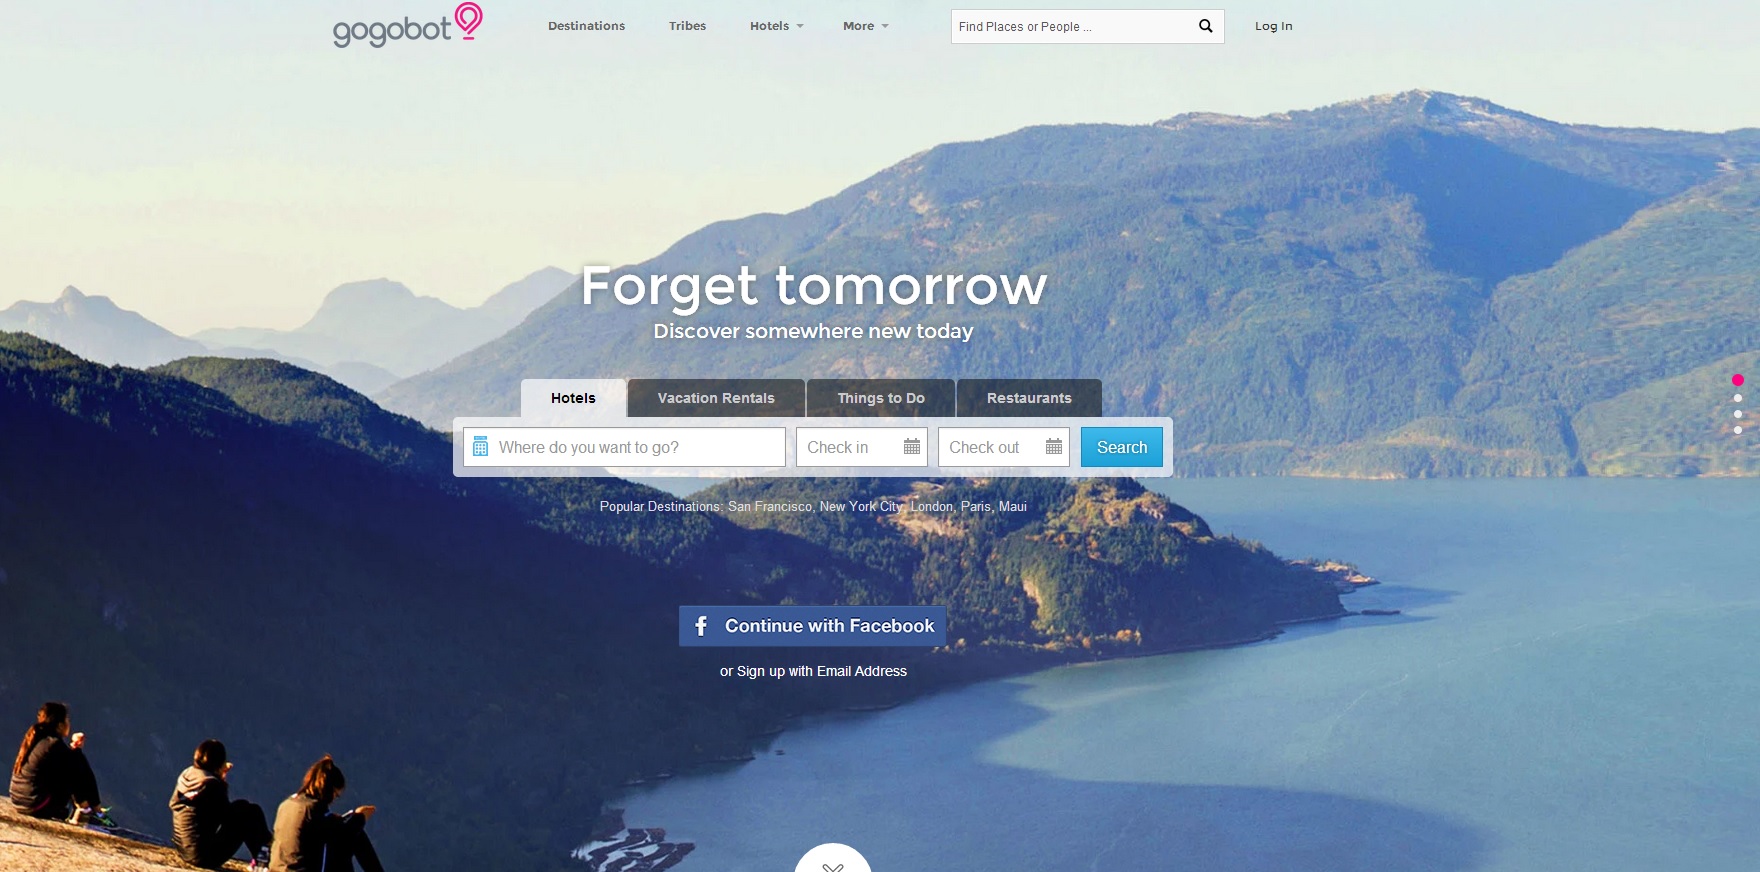 gogobot
Destinations
Tribes
Hotels
More
Find Places or People ...
Log In
Forget tomorrow
Discover somewhere new today
Hotels
Vacation Rentals
Things to Do
Restaurants
Where do you want to go?
Check in
Check out
Search
Popular Destinations: San Francisco, New York City, London, Paris, Maui
f Continue with Facebook
or Sign up with Email Address